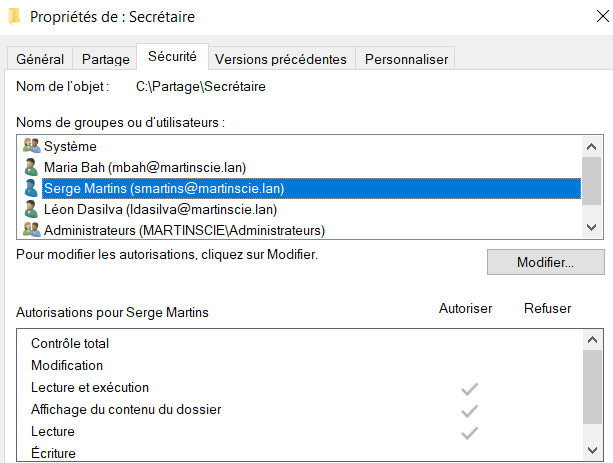 Propriétés de : Secrétaire
Général Partage Sécurité Versions précédentes Personnaliser
Nom de l'objet : C:\Partage\Secrétaire
Noms de groupes ou d'utilisateurs :
Système
Maria Bah (mbah@martinscie.lan)
Serge Martins (smartins@martinscie.lan)
Léon Dasilva (ldasilva@martinscie.lan)
Administrateurs (MARTINSCIE\Administrateurs)
Pour modifier les autorisations, cliquez sur Modifier.
Modifier...
Autorisations pour Serge Martins Autoriser Refuser
Contrôle total
Modification
Lecture et exécution
Affichage du contenu du dossier
Lecture
Écriture